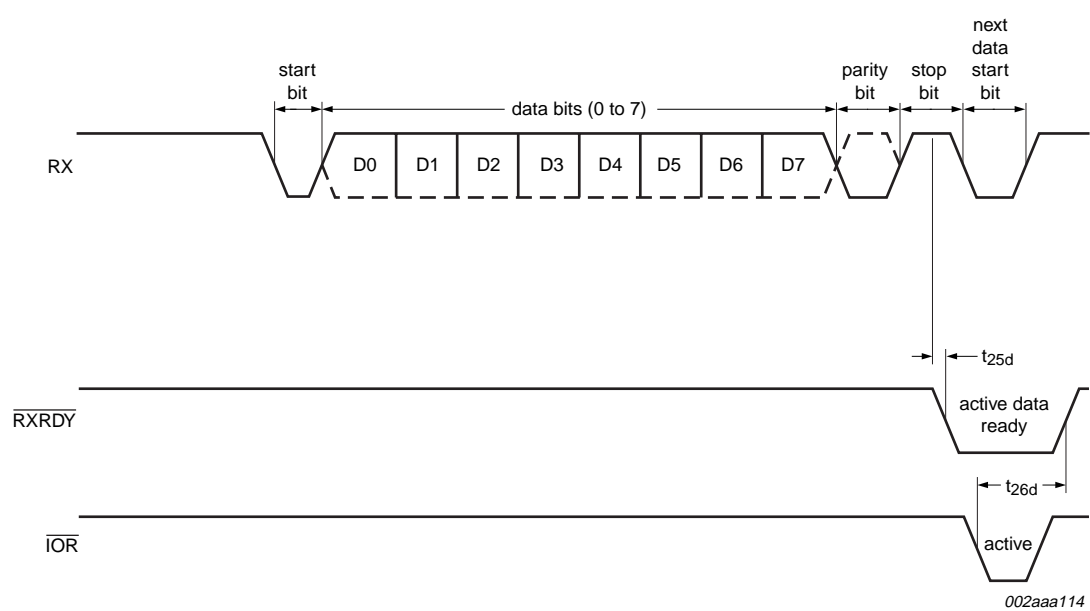 next
data
start
bit
start
bit
parity
bit
stop
bit
data bits (0 to 7)
RX
D0 D1 D2 D3 D4 D5 D6 D7
t25d
RXRDY
active data
ready
t26d
IOR
active
002aaa114